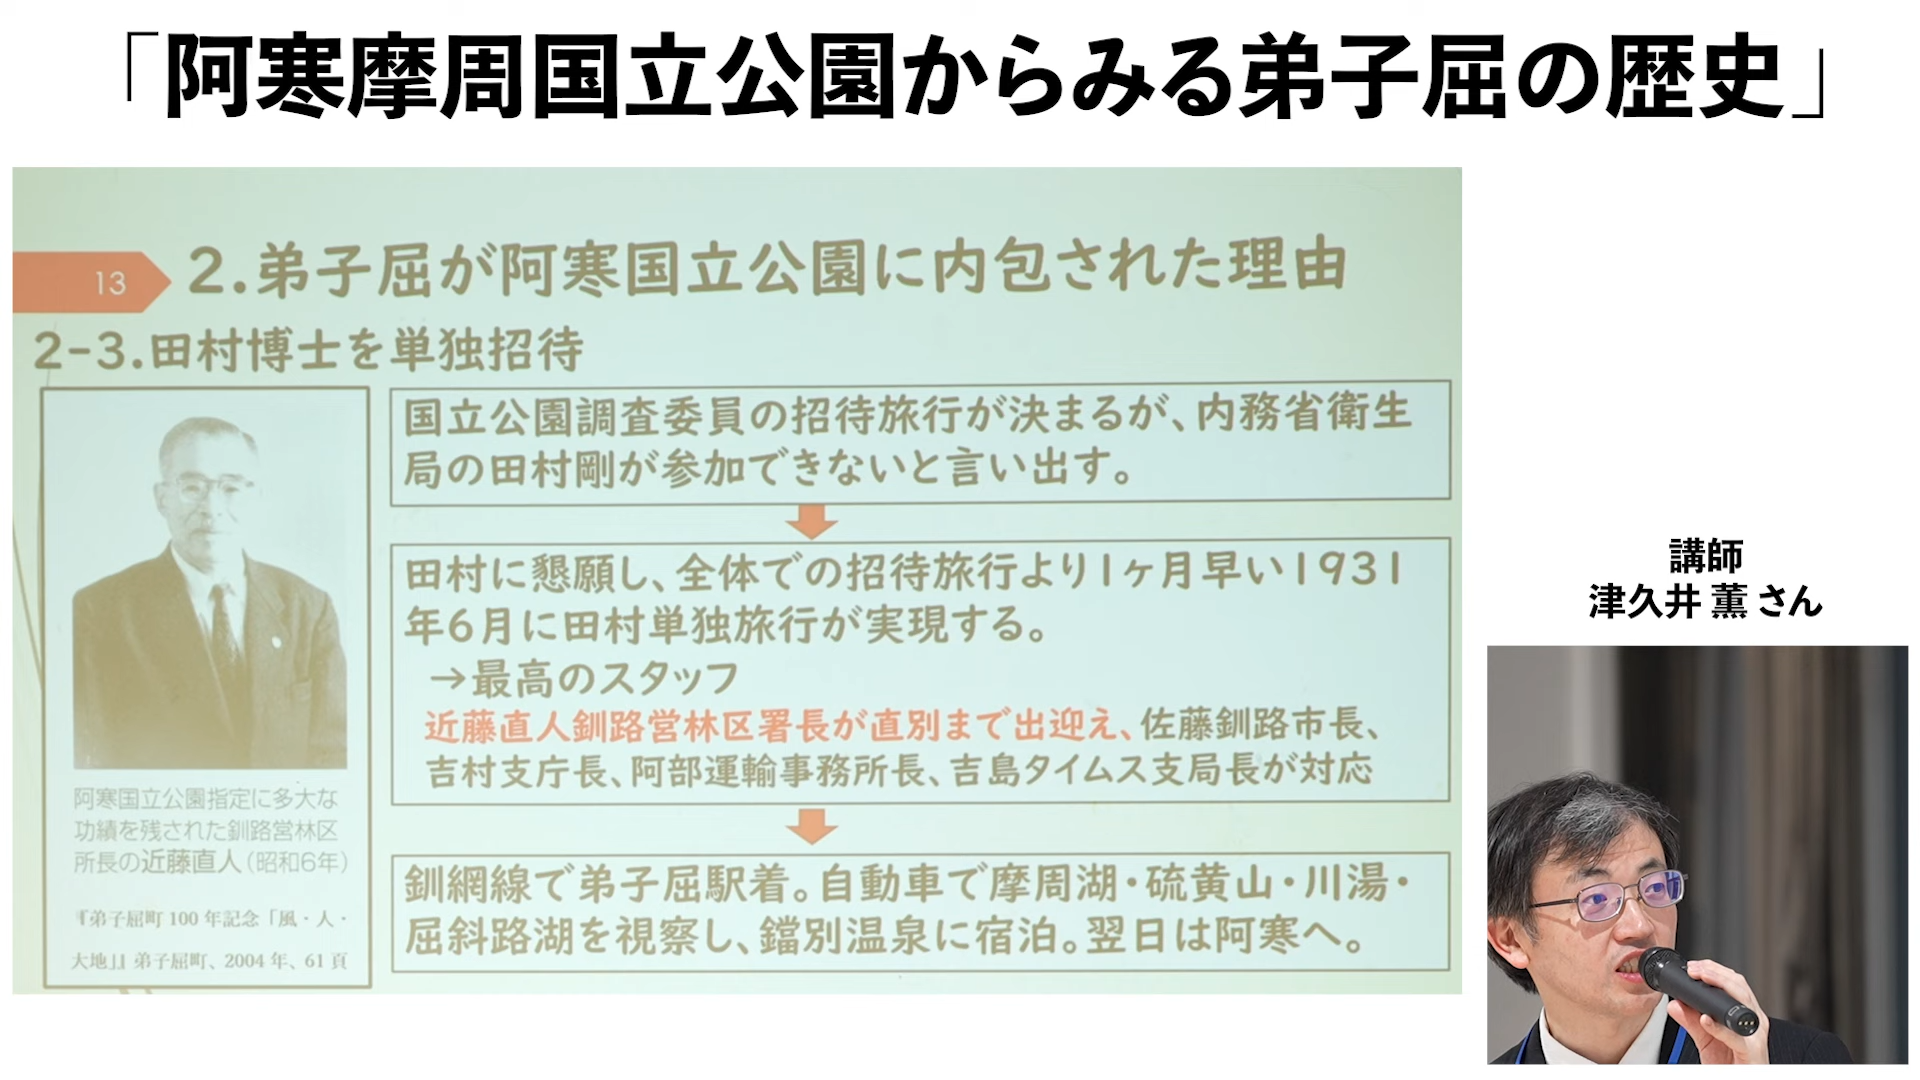 「阿寒摩周国立公園からみる弟子屈の歴史」
13
2.弟子屈が阿寒国立公園に内包された理由
2-3.田村博士を単独招待
国立公園調査委員の招待旅行が決まるが、内務省衛生
局の田村剛が参加できないと言い出す。
田村に懇願し、全体での招待旅行より1ヶ月早い1931
年6月に田村単独旅行が実現する。
→最高のスタッフ
近藤直人釧路営林区署長が直別まで出迎え、佐藤釧路市長、
吉村支庁長、阿部運輸事務所長、吉島タイムス支局長が対応
釧網線で弟子屈駅着。自動車で摩周湖・硫黄山・川湯・
屈斜路湖を視察し、鐺別温泉に宿泊。翌日は阿寒へ。
阿寒国立公園指定に多大な
功績を残された釧路営林区
所長の近藤直人(昭和6年)
『弟子屈町100年記念「風・人・
大地」』弟子屈町、2004年、61頁
講師
津久井 薫 さん